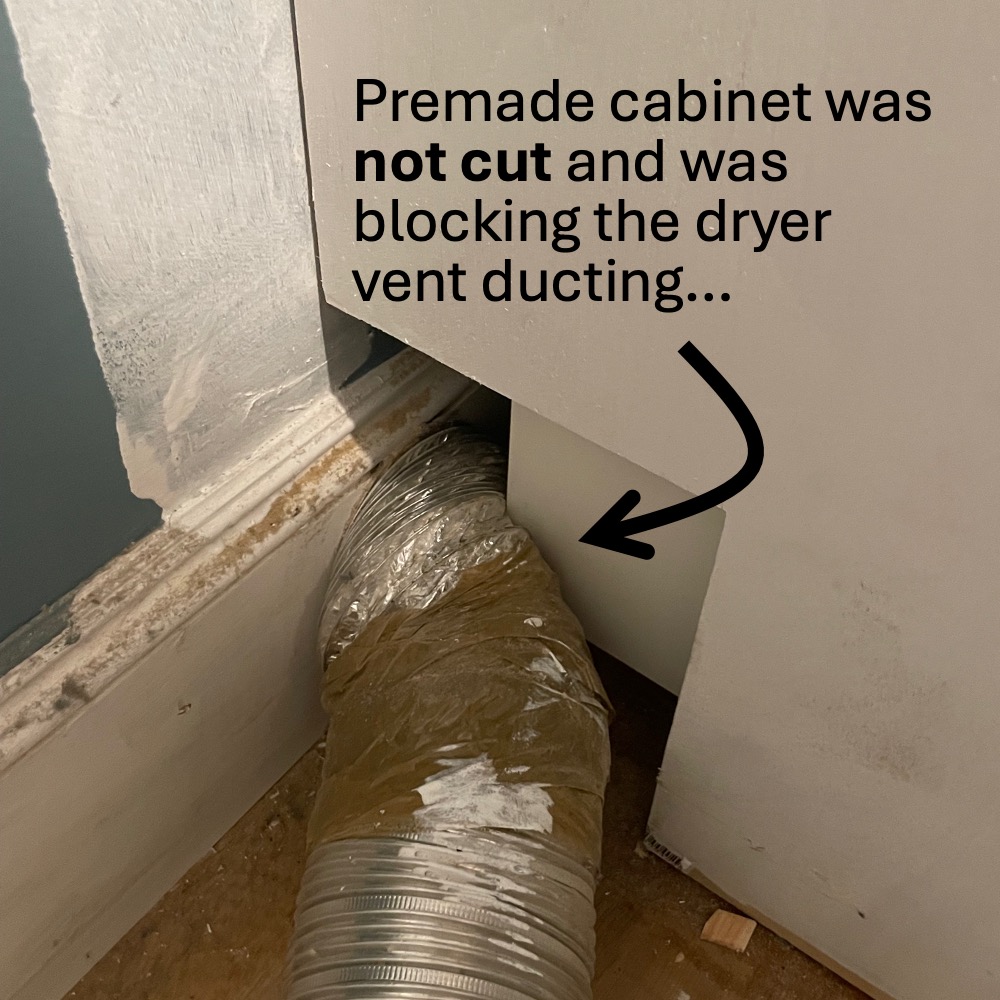 Premade cabinet was
not cut and was
blocking the dryer
vent ducting...